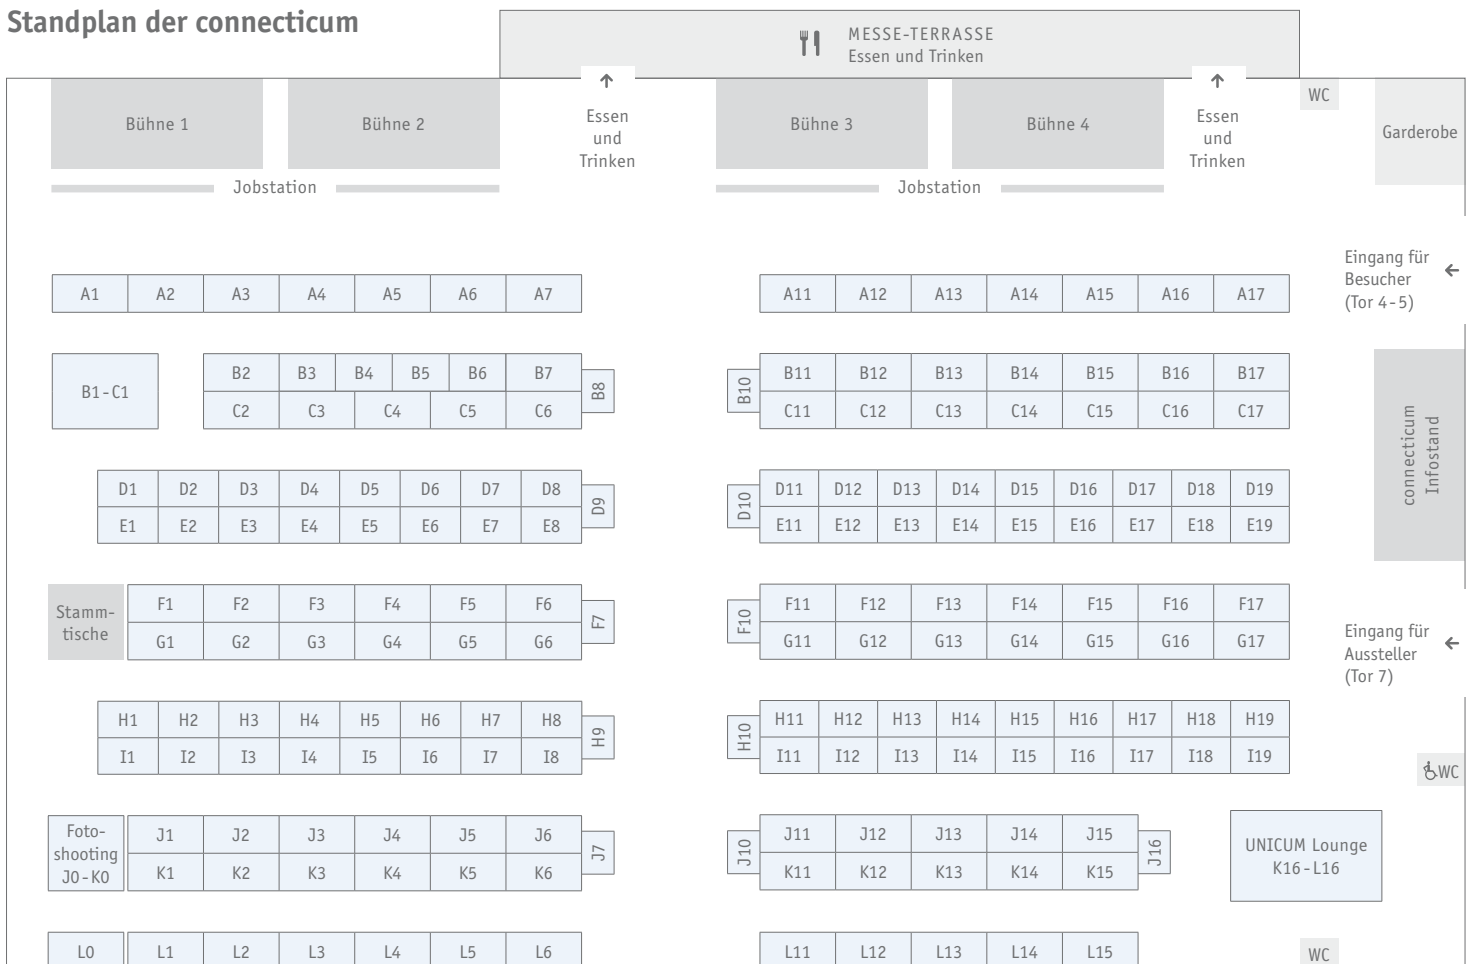 Standplan der connecticum
MESSE-TERRASSE
Essen und Trinken
Bühne 1
Bühne 2
Essen
und
Trinken
Bühne 3
Bühne 4
Essen
und
Trinken
WC
Garderobe
Jobstation
Jobstation
Eingang für
Besucher
(Tor 4-5)
A1 A2 A3 A4 A5 A6 A7
A11 A12 A13 A14 A15 A16 A17
B1-C1
B2 B3 B4 B5 B6 B7
C2 C3 C4 C5 C6
B8
B10
B11 B12 B13 B14 B15 B16 B17
C11 C12 C13 C14 C15 C16 C17
connecticum
Infostand
D1 D2 D3 D4 D5 D6 D7 D8
E1 E2 E3 E4 E5 E6 E7 E8
D9
D10
D11 D12 D13 D14 D15 D16 D17 D18 D19
E11 E12 E13 E14 E15 E16 E17 E18 E19
Stamm-
tische
F1 F2 F3 F4 F5 F6
G1 G2 G3 G4 G5 G6
F7
F10
F11 F12 F13 F14 F15 F16 F17
G11 G12 G13 G14 G15 G16 G17
Eingang für
Aussteller
(Tor 7)
H1 H2 H3 H4 H5 H6 H7 H8
I1 I2 I3 I4 I5 I6 I7 I8
H9
H10
H11 H12 H13 H14 H15 H16 H17 H18 H19
I11 I12 I13 I14 I15 I16 I17 I18 I19
WC
Foto-
shooting
J0-K0
J1 J2 J3 J4 J5 J6
K1 K2 K3 K4 K5 K6
J7
J10
J11 J12 J13 J14 J15
K11 K12 K13 K14 K15
J16
UNICUM Lounge
K16-L16
L0 L1 L2 L3 L4 L5 L6
L11 L12 L13 L14 L15
WC